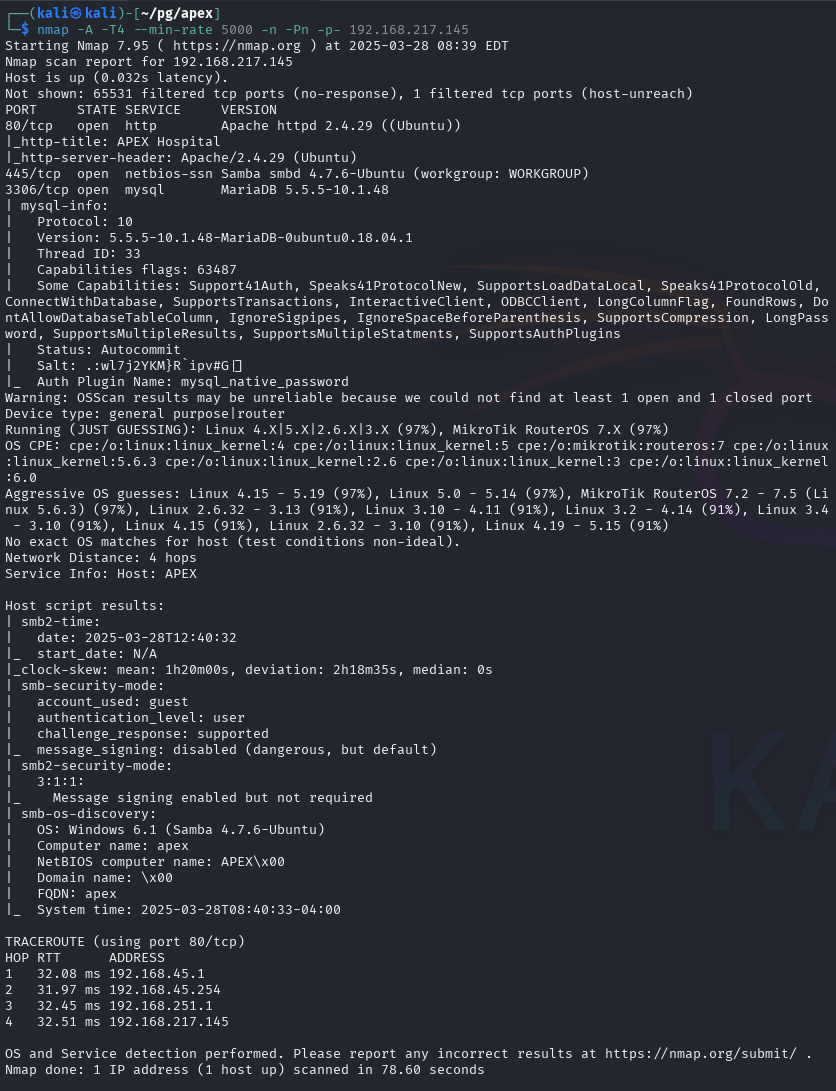 ┌──(kali㉿kali)-[~/pg/apex]
└─$ nmap -A -T4 --min-rate 5000 -n -Pn -p- 192.168.217.145
Starting Nmap 7.95 ( https://nmap.org ) at 2025-03-28 08:39 EDT
Nmap scan report for 192.168.217.145
Host is up (0.032s latency).
Not shown: 65531 filtered tcp ports (no-response), 1 filtered tcp ports (host-unreach)
PORT     STATE SERVICE     VERSION
80/tcp   open  http        Apache httpd 2.4.29 ((Ubuntu))
|_http-title: APEX Hospital
|_http-server-header: Apache/2.4.29 (Ubuntu)
445/tcp  open  netbios-ssn Samba smbd 4.7.6-Ubuntu (workgroup: WORKGROUP)
3306/tcp open  mysql       MariaDB 5.5.5-10.1.48
| mysql-info:
|   Protocol: 10
|   Version: 5.5.5-10.1.48-MariaDB-0ubuntu0.18.04.1
|   Thread ID: 33
|   Capabilities flags: 63487
|   Some Capabilities: Support41Auth, Speaks41ProtocolNew, SupportsLoadDataLocal, Speaks41ProtocolOld,
ConnectWithDatabase, SupportsTransactions, InteractiveClient, ODBCClient, LongColumnFlag, FoundRows, Do
ntAllowDatabaseTableColumn, IgnoreSigpipes, IgnoreSpaceBeforeParenthesis, SupportsCompression, LongPass
word, SupportsMultipleResults, SupportsMultipleStatments, SupportsAuthPlugins
|   Status: Autocommit
|   Salt: .:wl7j2YKM}R`ipv#G|
|_  Auth Plugin Name: mysql_native_password
Warning: OSScan results may be unreliable because we could not find at least 1 open and 1 closed port
Device type: general purpose|router
Running (JUST GUESSING): Linux 4.X|5.X|2.6.X|3.X (97%), MikroTik RouterOS 7.X (97%)
OS CPE: cpe:/o:linux:linux_kernel:4 cpe:/o:linux:linux_kernel:5 cpe:/o:mikrotik:routeros:7 cpe:/o:linux
:linux_kernel:5.6.3 cpe:/o:linux:linux_kernel:2.6 cpe:/o:linux:linux_kernel:3 cpe:/o:linux:linux_kernel
:6.0
Aggressive OS guesses: Linux 4.15 - 5.19 (97%), Linux 5.0 - 5.14 (97%), MikroTik RouterOS 7.2 - 7.5 (Li
nux 5.6.3) (97%), Linux 2.6.32 - 3.13 (91%), Linux 3.10 - 4.11 (91%), Linux 3.2 - 4.14 (91%), Linux 3.4
 - 3.10 (91%), Linux 4.15 (91%), Linux 2.6.32 - 3.10 (91%), Linux 4.19 - 5.15 (91%)
No exact OS matches for host (test conditions non-ideal).
Network Distance: 4 hops
Service Info: Host: APEX

Host script results:
| smb2-time:
|   date: 2025-03-28T12:40:32
|_  start_date: N/A
|_clock-skew: mean: 1h20m00s, deviation: 2h18m35s, median: 0s
| smb-security-mode:
|   account_used: guest
|   authentication_level: user
|   challenge_response: supported
|_  message_signing: disabled (dangerous, but default)
| smb2-security-mode:
|   3:1:1:
|_    Message signing enabled but not required
| smb-os-discovery:
|   OS: Windows 6.1 (Samba 4.7.6-Ubuntu)
|   Computer name: apex
|   NetBIOS computer name: APEX\x00
|   Domain name: \x00
|   FQDN: apex
|_  System time: 2025-03-28T08:40:33-04:00

TRACEROUTE (using port 80/tcp)
HOP RTT      ADDRESS
1   32.08 ms 192.168.45.1
2   31.97 ms 192.168.45.254
3   32.45 ms 192.168.251.1
4   32.51 ms 192.168.217.145

OS and Service detection performed. Please report any incorrect results at https://nmap.org/submit/ .
Nmap done: 1 IP address (1 host up) scanned in 78.60 seconds
KA